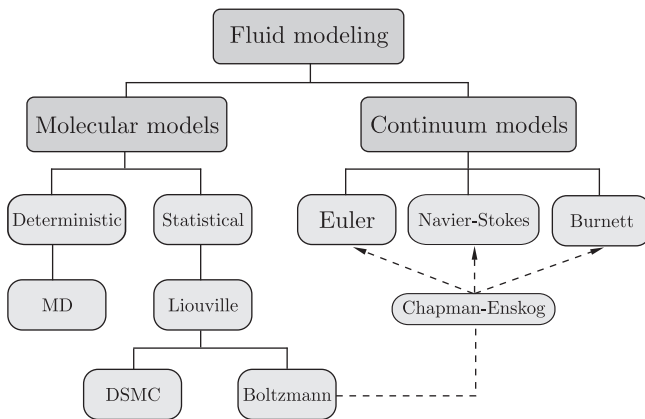 Fluid modeling
Molecular models
Continuum models
Deterministic
Statistical
Euler
Navier-Stokes
Burnett
MD
Liouville
Chapman-Enskog
DSMC
Boltzmann